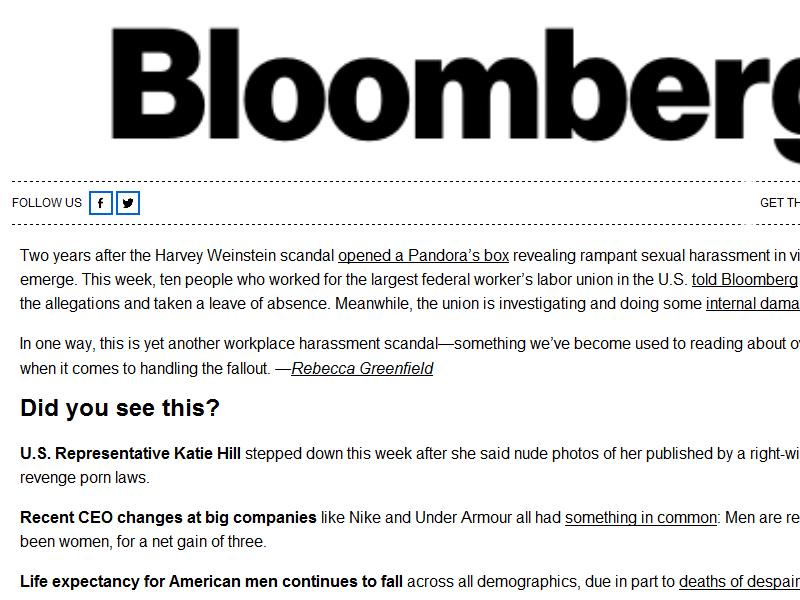 Bloomberg
FOLLOW US
GET TH
Two years after the Harvey Weinstein scandal opened a Pandora’s box revealing rampant sexual harassment in vi
emerge. This week, ten people who worked for the largest federal worker’s labor union in the U.S. told Bloomberg
the allegations and taken a leave of absence. Meanwhile, the union is investigating and doing some internal dama
In one way, this is yet another workplace harassment scandal—something we’ve become used to reading about ov
when it comes to handling the fallout. —Rebecca Greenfield
Did you see this?
U.S. Representative Katie Hill stepped down this week after she said nude photos of her published by a right-wi
revenge porn laws.
Recent CEO changes at big companies like Nike and Under Armour all had something in common: Men are re
been women, for a net gain of three.
Life expectancy for American men continues to fall across all demographics, due in part to deaths of despair